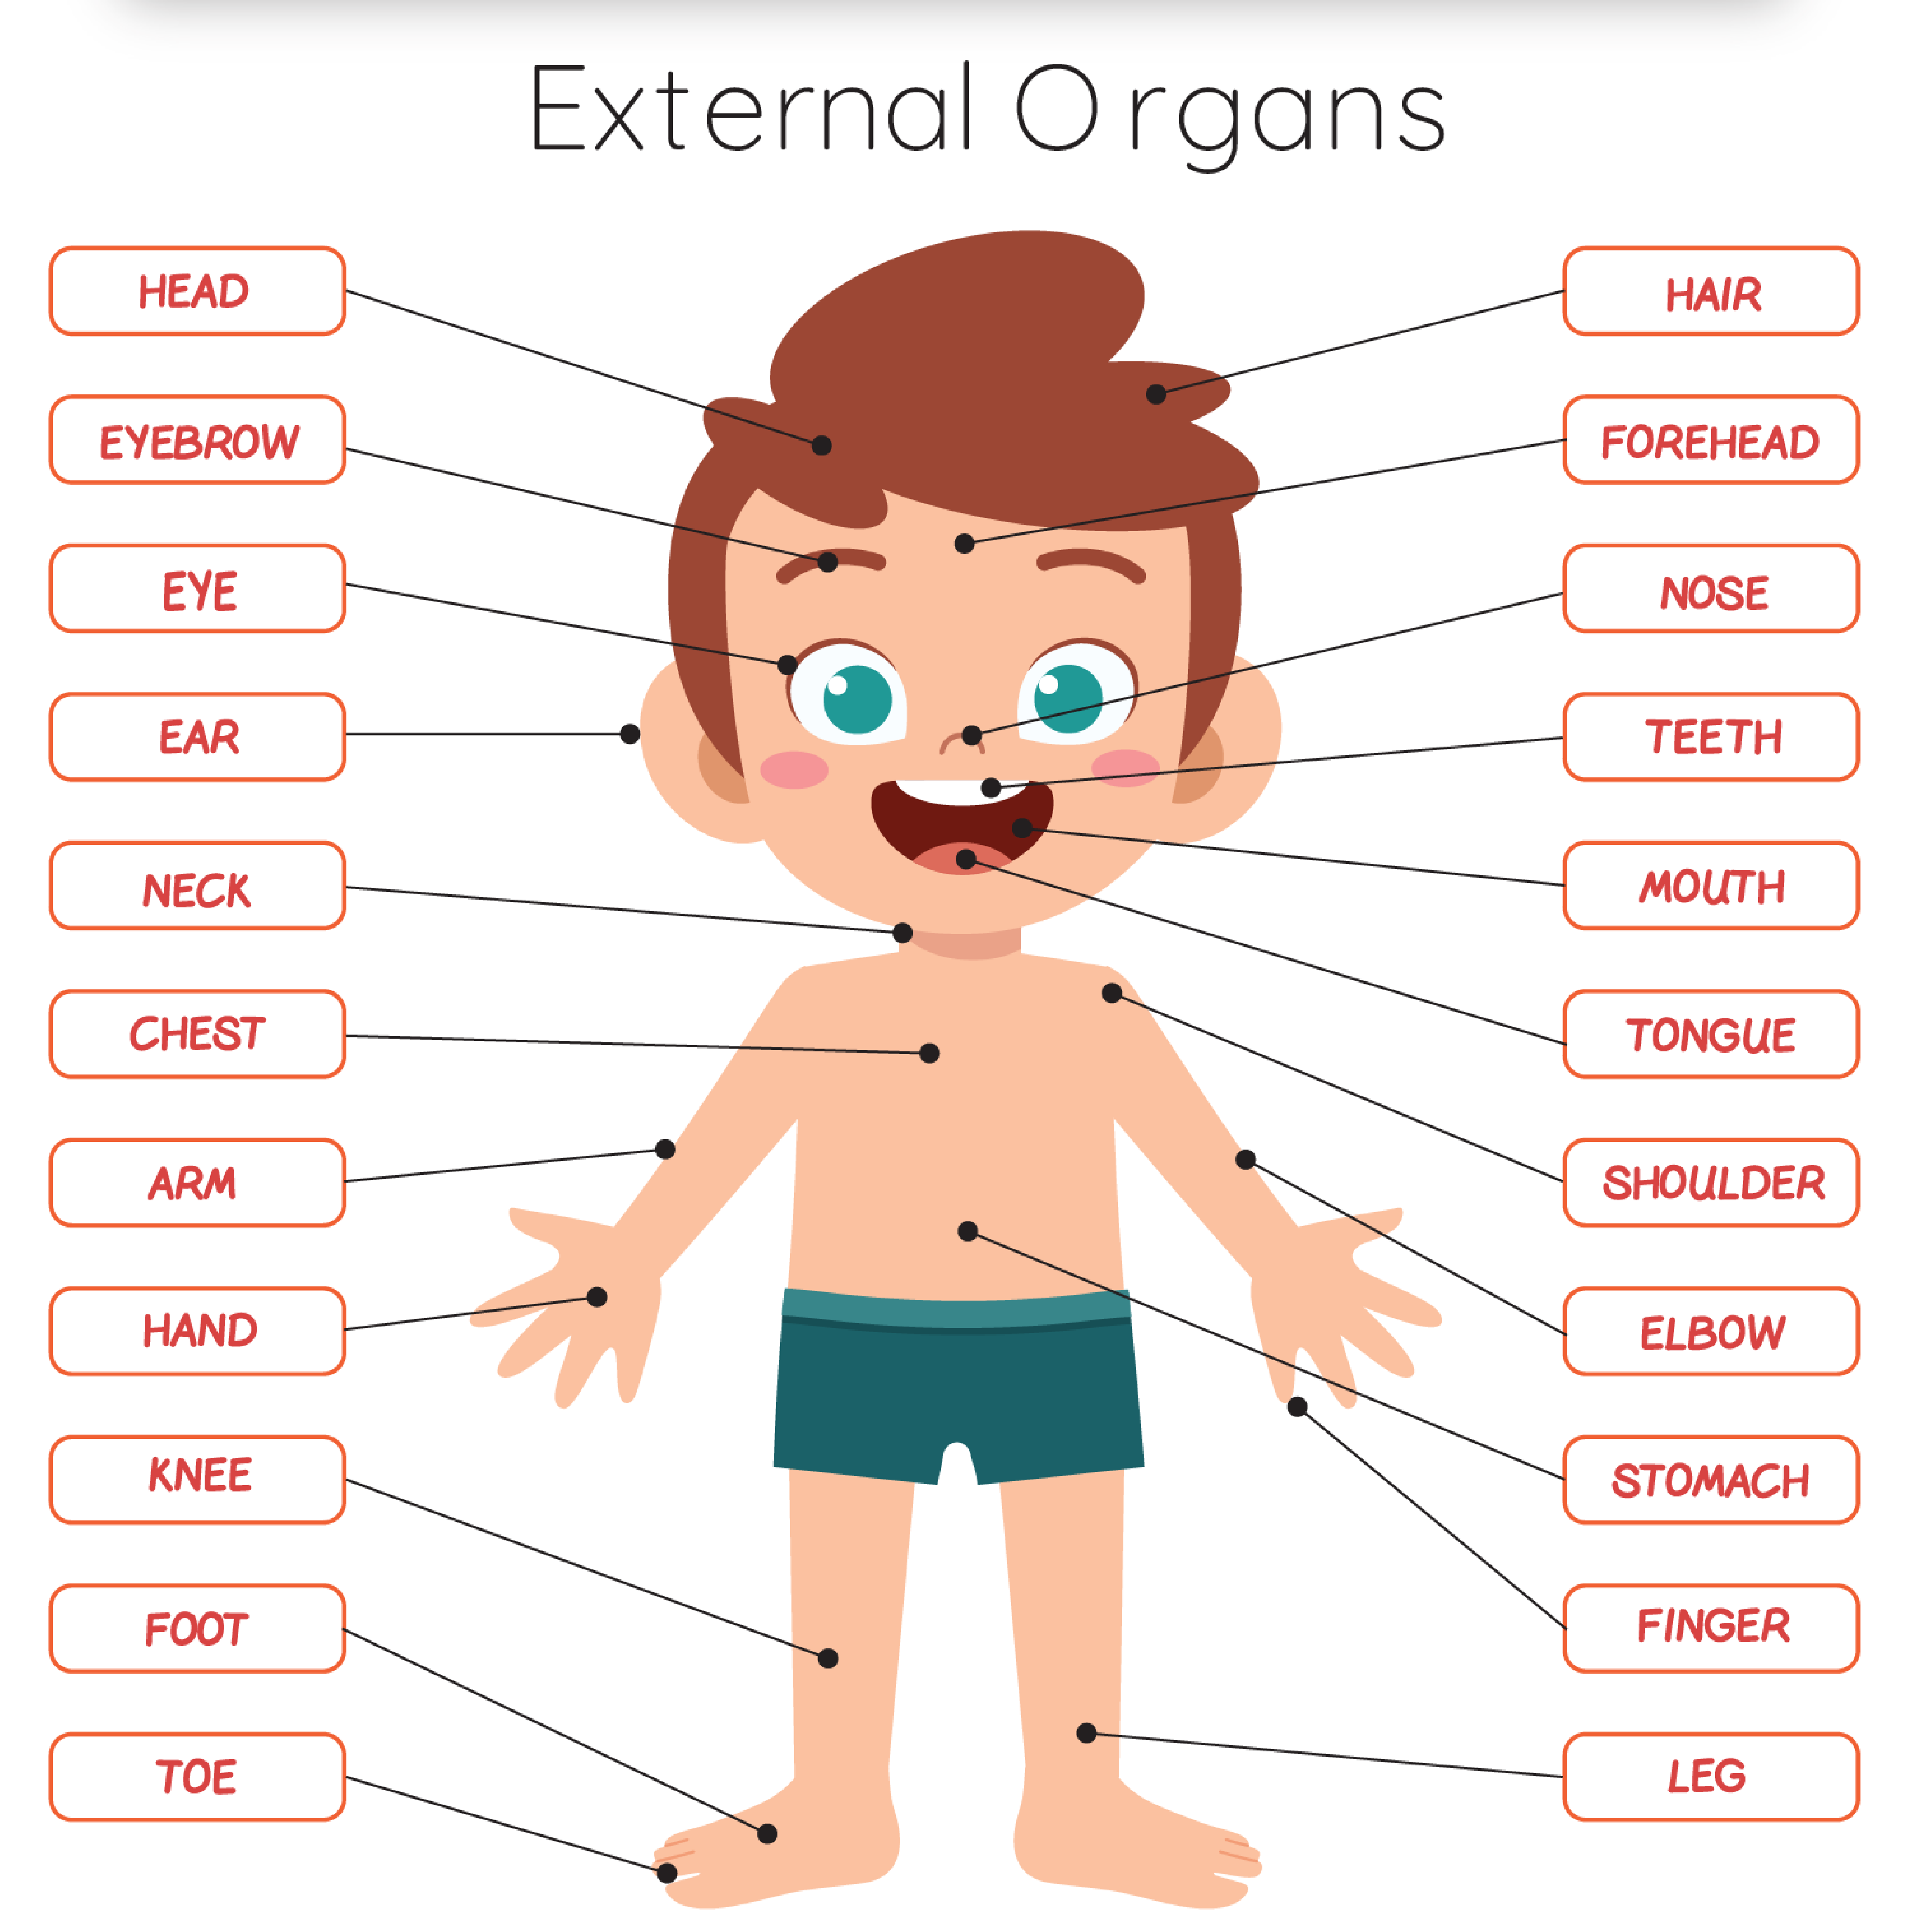 External Organs
HEAD
EYEBROW
EYE
EAR
NECK
CHEST
ARM
HAND
KNEE
FOOT
TOE
HAIR
FOREHEAD
NOSE
TEETH
MOUTH
TONGUE
SHOULDER
ELBOW
STOMACH
FINGER
LEG